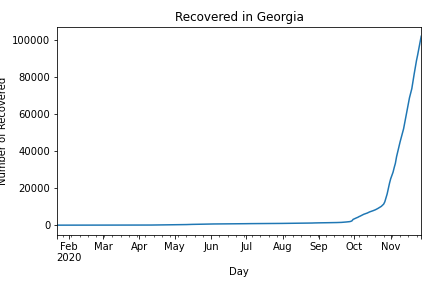 Recovered in Georgia
100000
80000
60000
40000
20000
0
Number of Recovered
Feb Mar Apr May Jun Jul Aug Sep Oct Nov
2020
Day